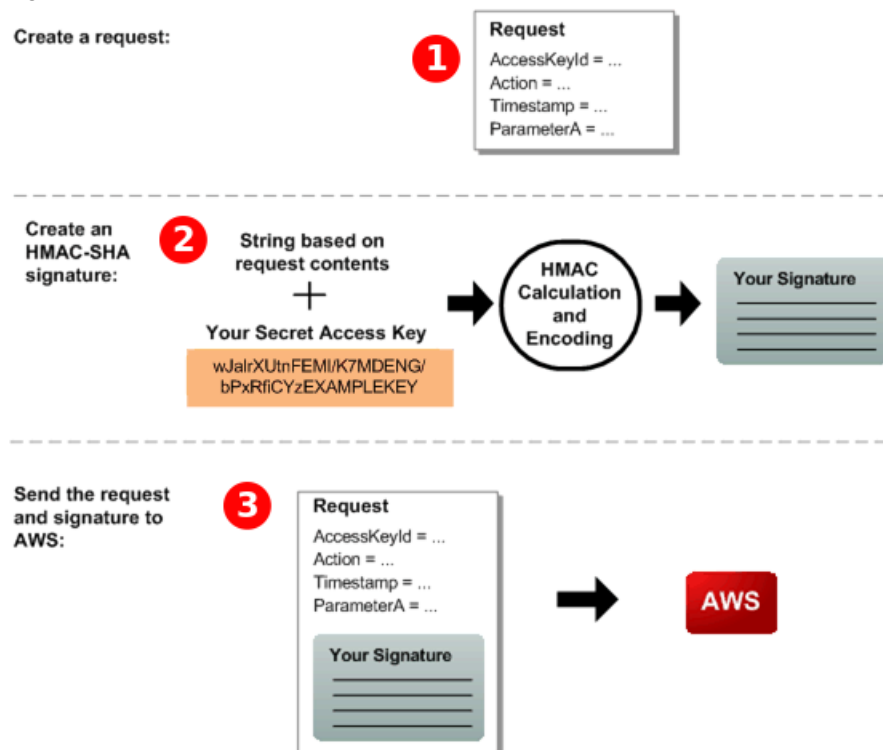 Create a request:
1
Request
AccessKeyId = ...
Action = ...
Timestamp = ...
ParameterA = ...
Create an
HMAC-SHA
signature:
2
String based on
request contents
+
Your Secret Access Key
wJalrXUtnFEMI/K7MDENG/
bPxRfiCYzEXAMPLEKEY
HMAC
Calculation
and
Encoding
Your Signature
Send the request
and signature to
AWS:
3
Request
AccessKeyId = ...
Action = ...
Timestamp = ...
ParameterA = ...
Your Signature
AWS